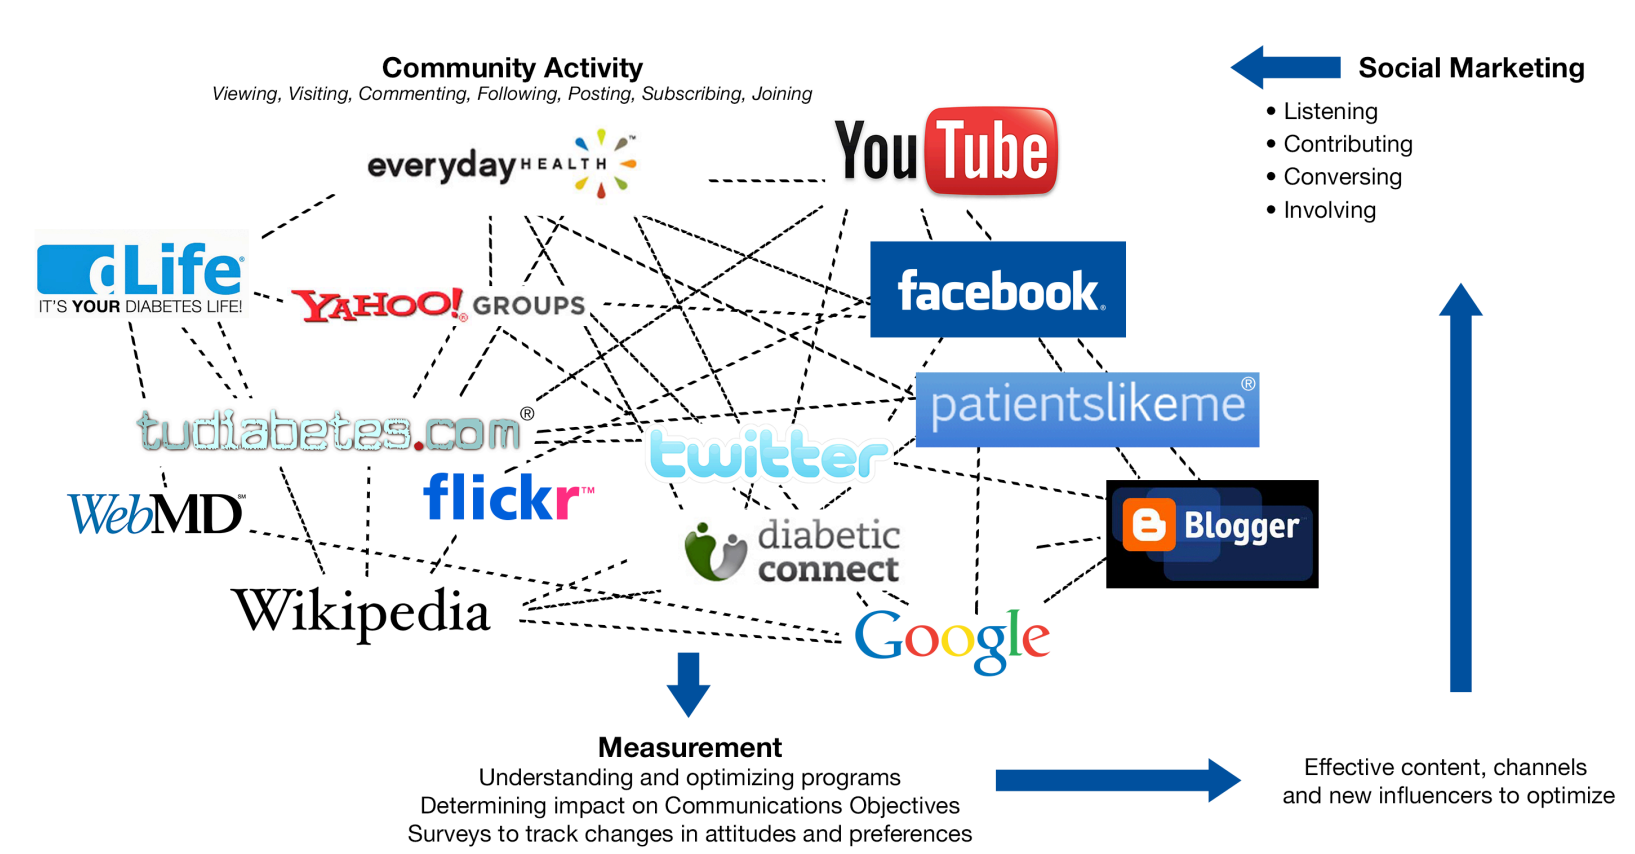 Community Activity
Viewing, Visiting, Commenting, Following, Posting, Subscribing, Joining
everyday HEALTH™
YouTube
Social Marketing
• Listening
• Contributing
• Conversing
• Involving
dLife®
IT'S YOUR DIABETES LIFE!
YAHOO!® GROUPS
facebook®
patientslikeme®
tudiabetes.com®
twitter
WebMD℠
flickr™
diabetic
connect
Blogger
Wikipedia
Google
Measurement
Understanding and optimizing programs
Determining impact on Communications Objectives
Surveys to track changes in attitudes and preferences
Effective content, channels
and new influencers to optimize